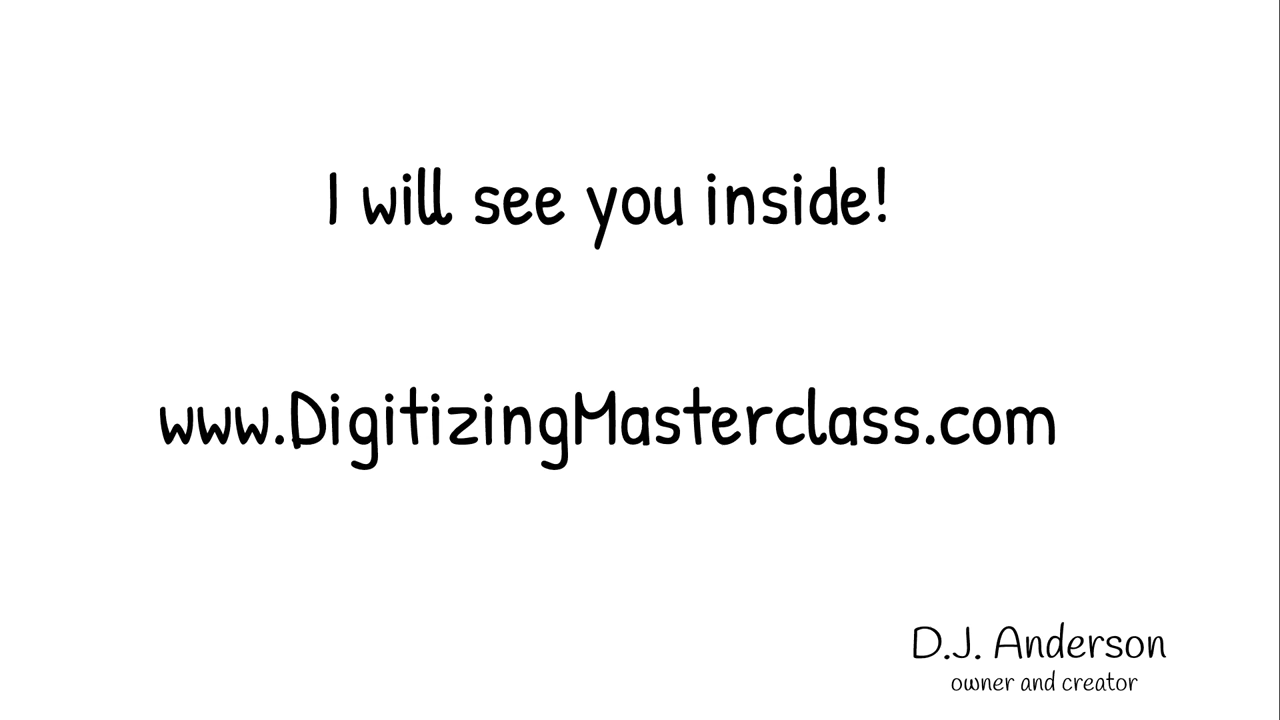 I will see you inside!
www.DigitizingMasterclass.com
D.J. Anderson
owner and creator